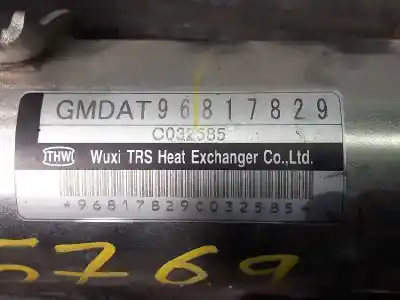 GMDAT96817829
C032585
THW Wuxi TRS Heat Exchanger Co.,Ltd.
*96817829C032585*
5769